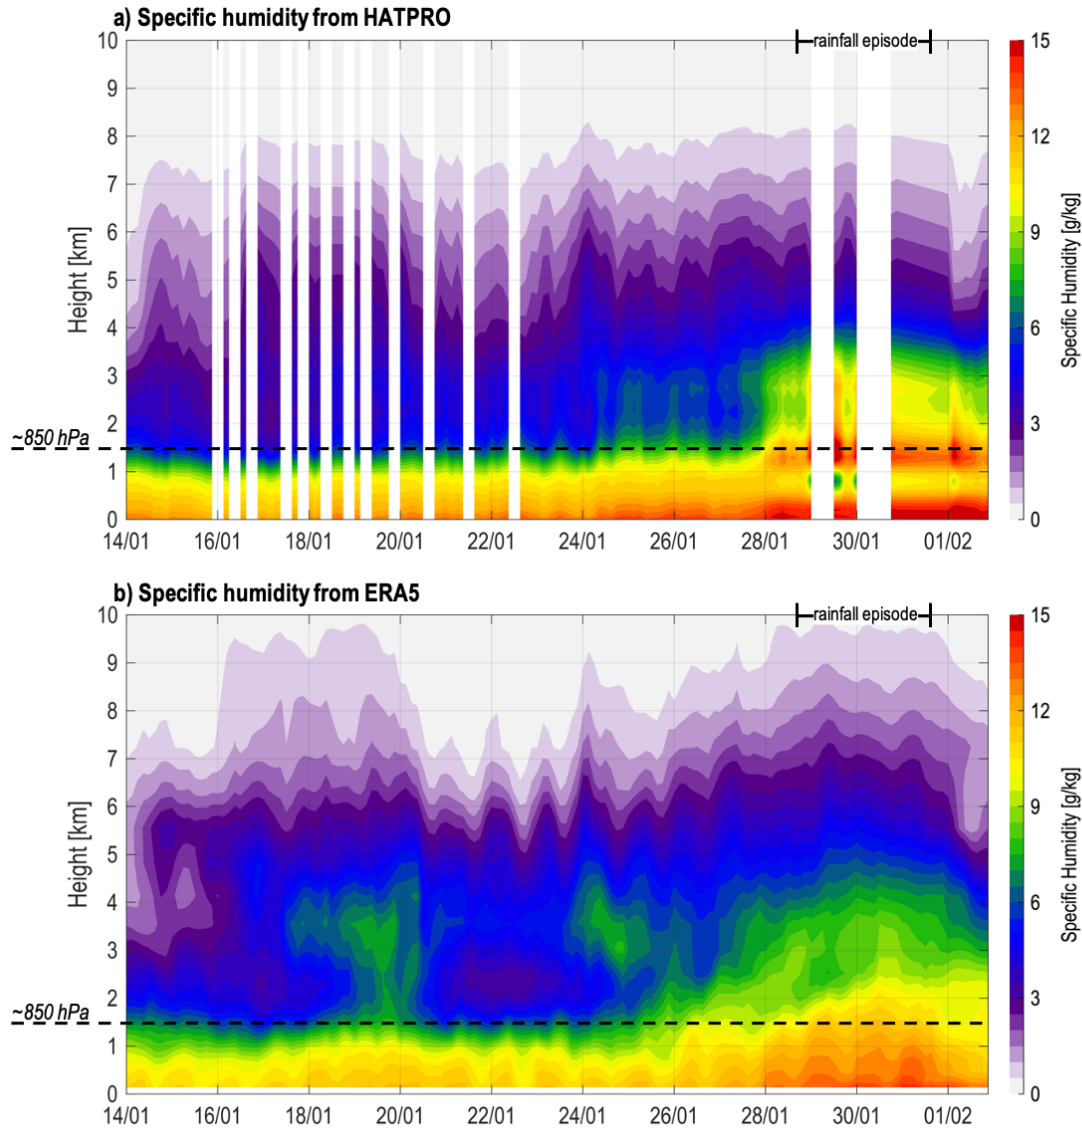 a) Specific humidity from HATPRO
rainfall episode
10
9
8
7
6
5
4
3
2
1
0
Height [km]
~850 hPa
14/01 16/01 18/01 20/01 22/01 24/01 26/01 28/01 30/01 01/02
15
12
9
6
3
0
Specific Humidity [g/kg]
b) Specific humidity from ERA5
rainfall episode
10
9
8
7
6
5
4
3
2
1
0
Height [km]
~850 hPa
14/01 16/01 18/01 20/01 22/01 24/01 26/01 28/01 30/01 01/02
15
12
9
6
3
0
Specific Humidity [g/kg]